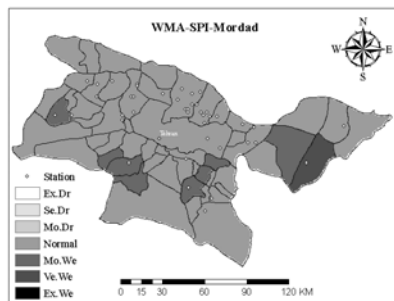 WMA-SPI-Mordad
N
W E
S
Tehran
Station
Ex.Dr
Se.Dr
Mo.Dr
Normal
Mo.We
Ve.We
Ex.We
0 15 30 60 90 120 KM